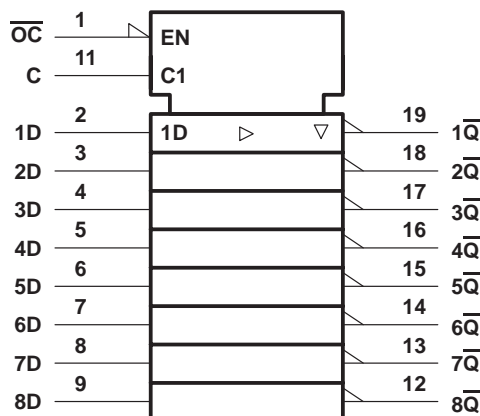 O̅C̅ 1 EN
C 11 C1
1D 2 1D 19 1Q̅
2D 3 18 2Q̅
3D 4 17 3Q̅
4D 5 16 4Q̅
5D 6 15 5Q̅
6D 7 14 6Q̅
7D 8 13 7Q̅
8D 9 12 8Q̅